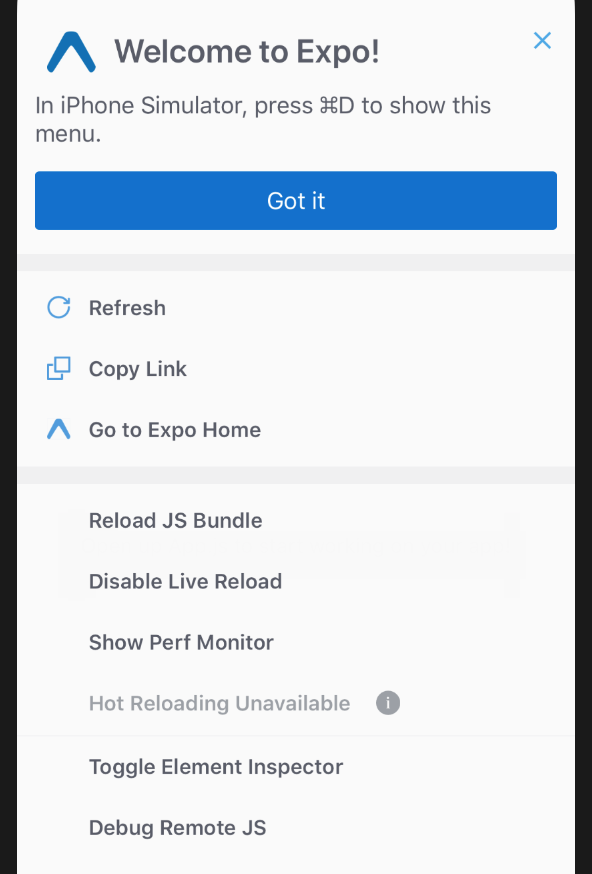 Welcome to Expo!
In iPhone Simulator, press ⌘D to show this
menu.
Got it
Refresh
Copy Link
Go to Expo Home
Reload JS Bundle
Disable Live Reload
Show Perf Monitor
Hot Reloading Unavailable i
Toggle Element Inspector
Debug Remote JS